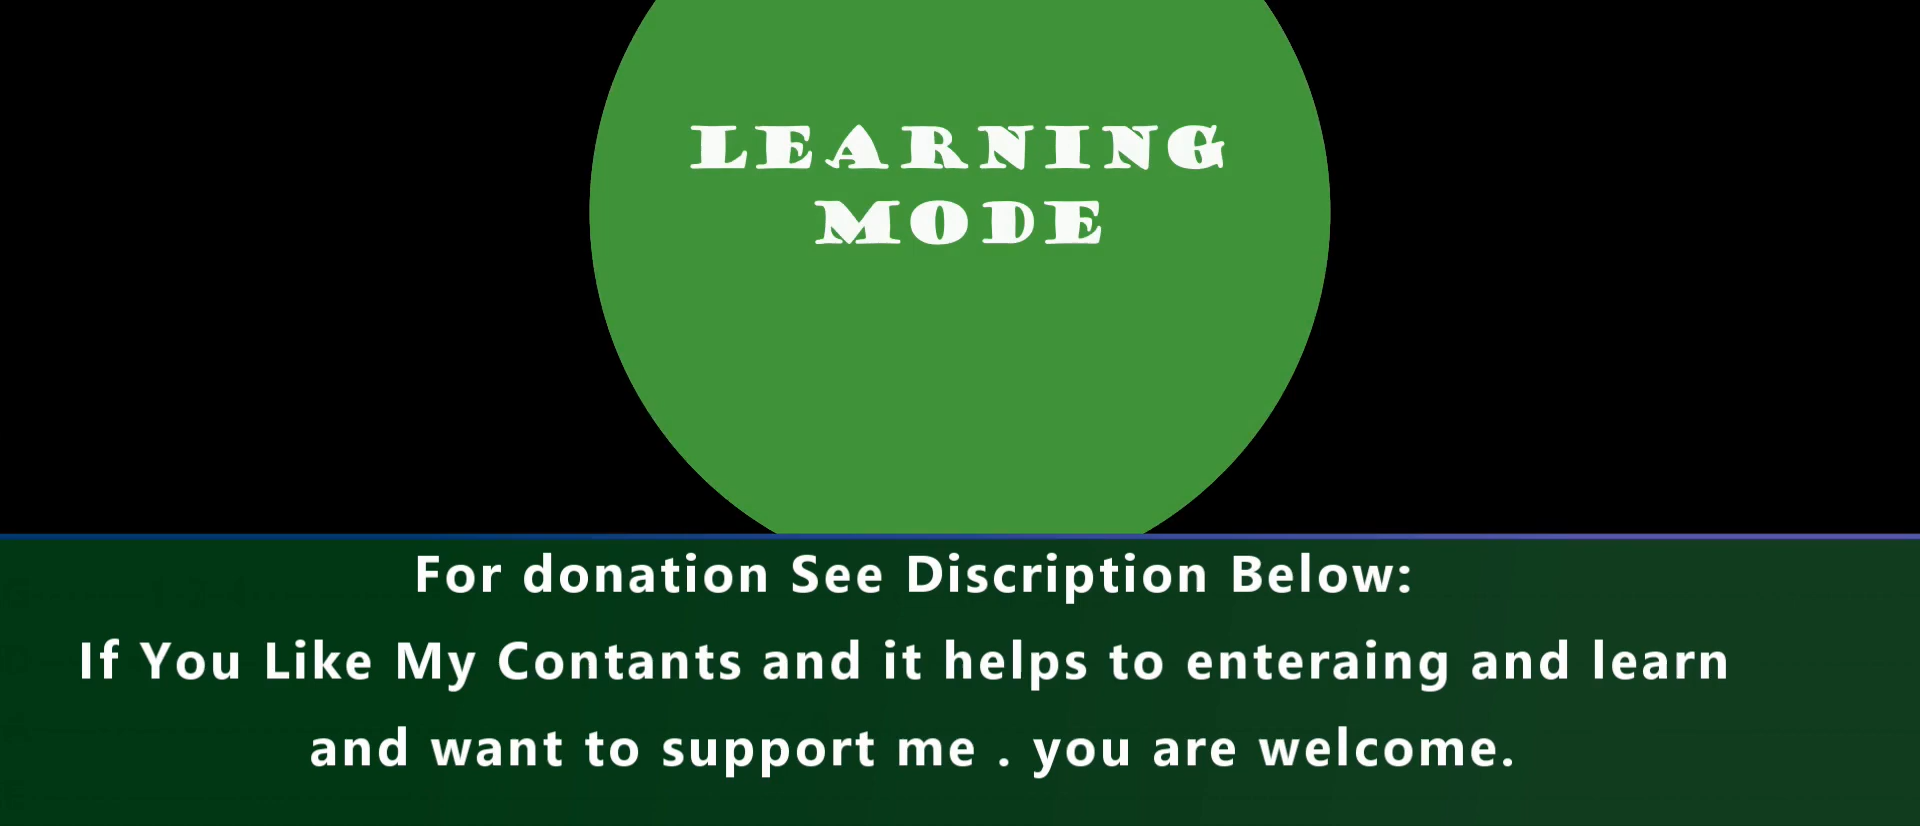 LEARNING
MODE
For donation See Discription Below:
If You Like My Contants and it helps to enteraing and learn
and want to support me . you are welcome.